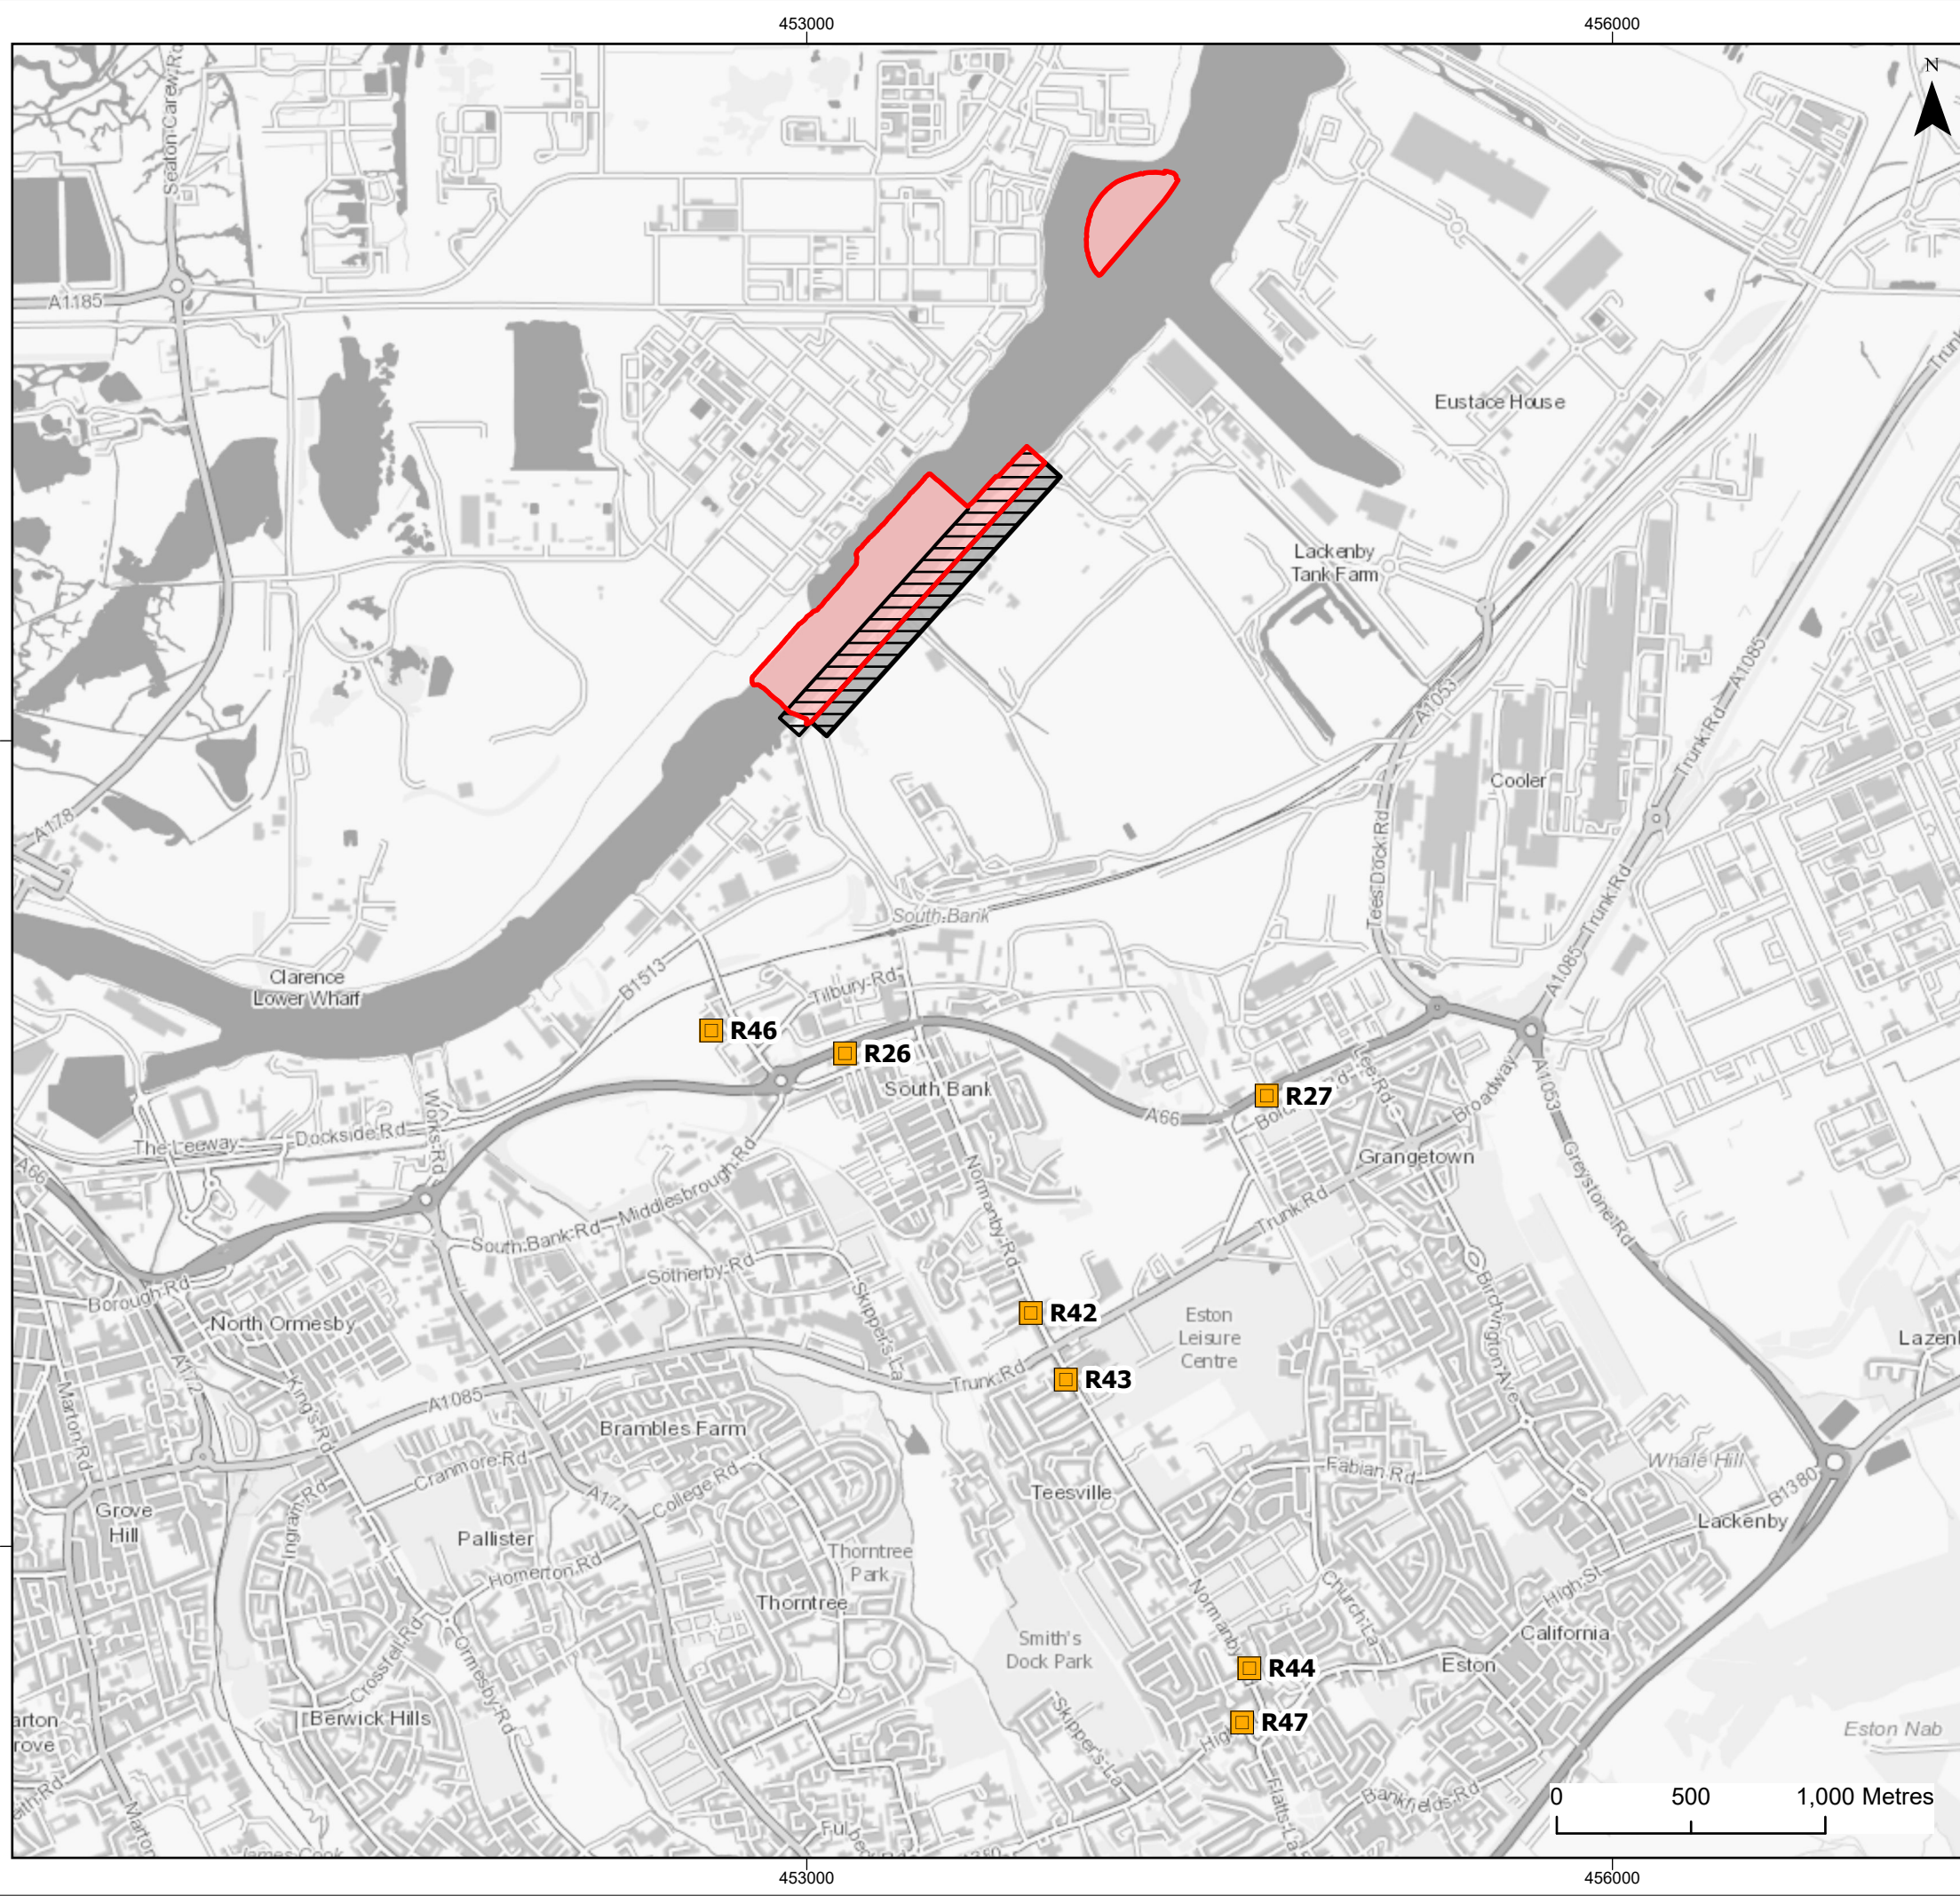 453000
456000
N
Seaton Carew Rd
A1185
Eustace House
Lackenby
Tank Farm
A1053
Trunk Rd
A1085
Cooler
Tees Dock Rd
Trunk Rd
A1085
A178
South Bank
Clarence
Lower Wharf
B1513
Tilbury Rd
R46
R26
South Bank
R27
Lee Rd
Broadway
A1053
A66
Grangetown
Greystone Rd
The Leeway
Dockside Rd
Works Rd
A66
South Bank Rd
Middlesbrough Rd
Normanby Rd
Trunk Rd
Sotherby Rd
Skipper's La
Borough Rd
North Ormesby
R42
Eston
Leisure
Centre
Birchington Ave
A172
King's Rd
Marton Rd
A1085
Trunk Rd
R43
Brambles Farm
Cranmore Rd
College Rd
A171
Fabian Rd
Whale Hill
B1380
Grove
Hill
Ingram Rd
Pallister
Homerton Rd
Teesville
Lackenby
Thorntree
Park
Thorntree
Normanby
Church La
High St
California
Crossfell Rd
Ormesby Rd
Smith's
Dock Park
R44
Eston
Berwick Hills
R47
Skipper's La
Flatts La
Bankfields Rd
Eston Nab
Marton
0
500
1,000 Metres
453000
456000